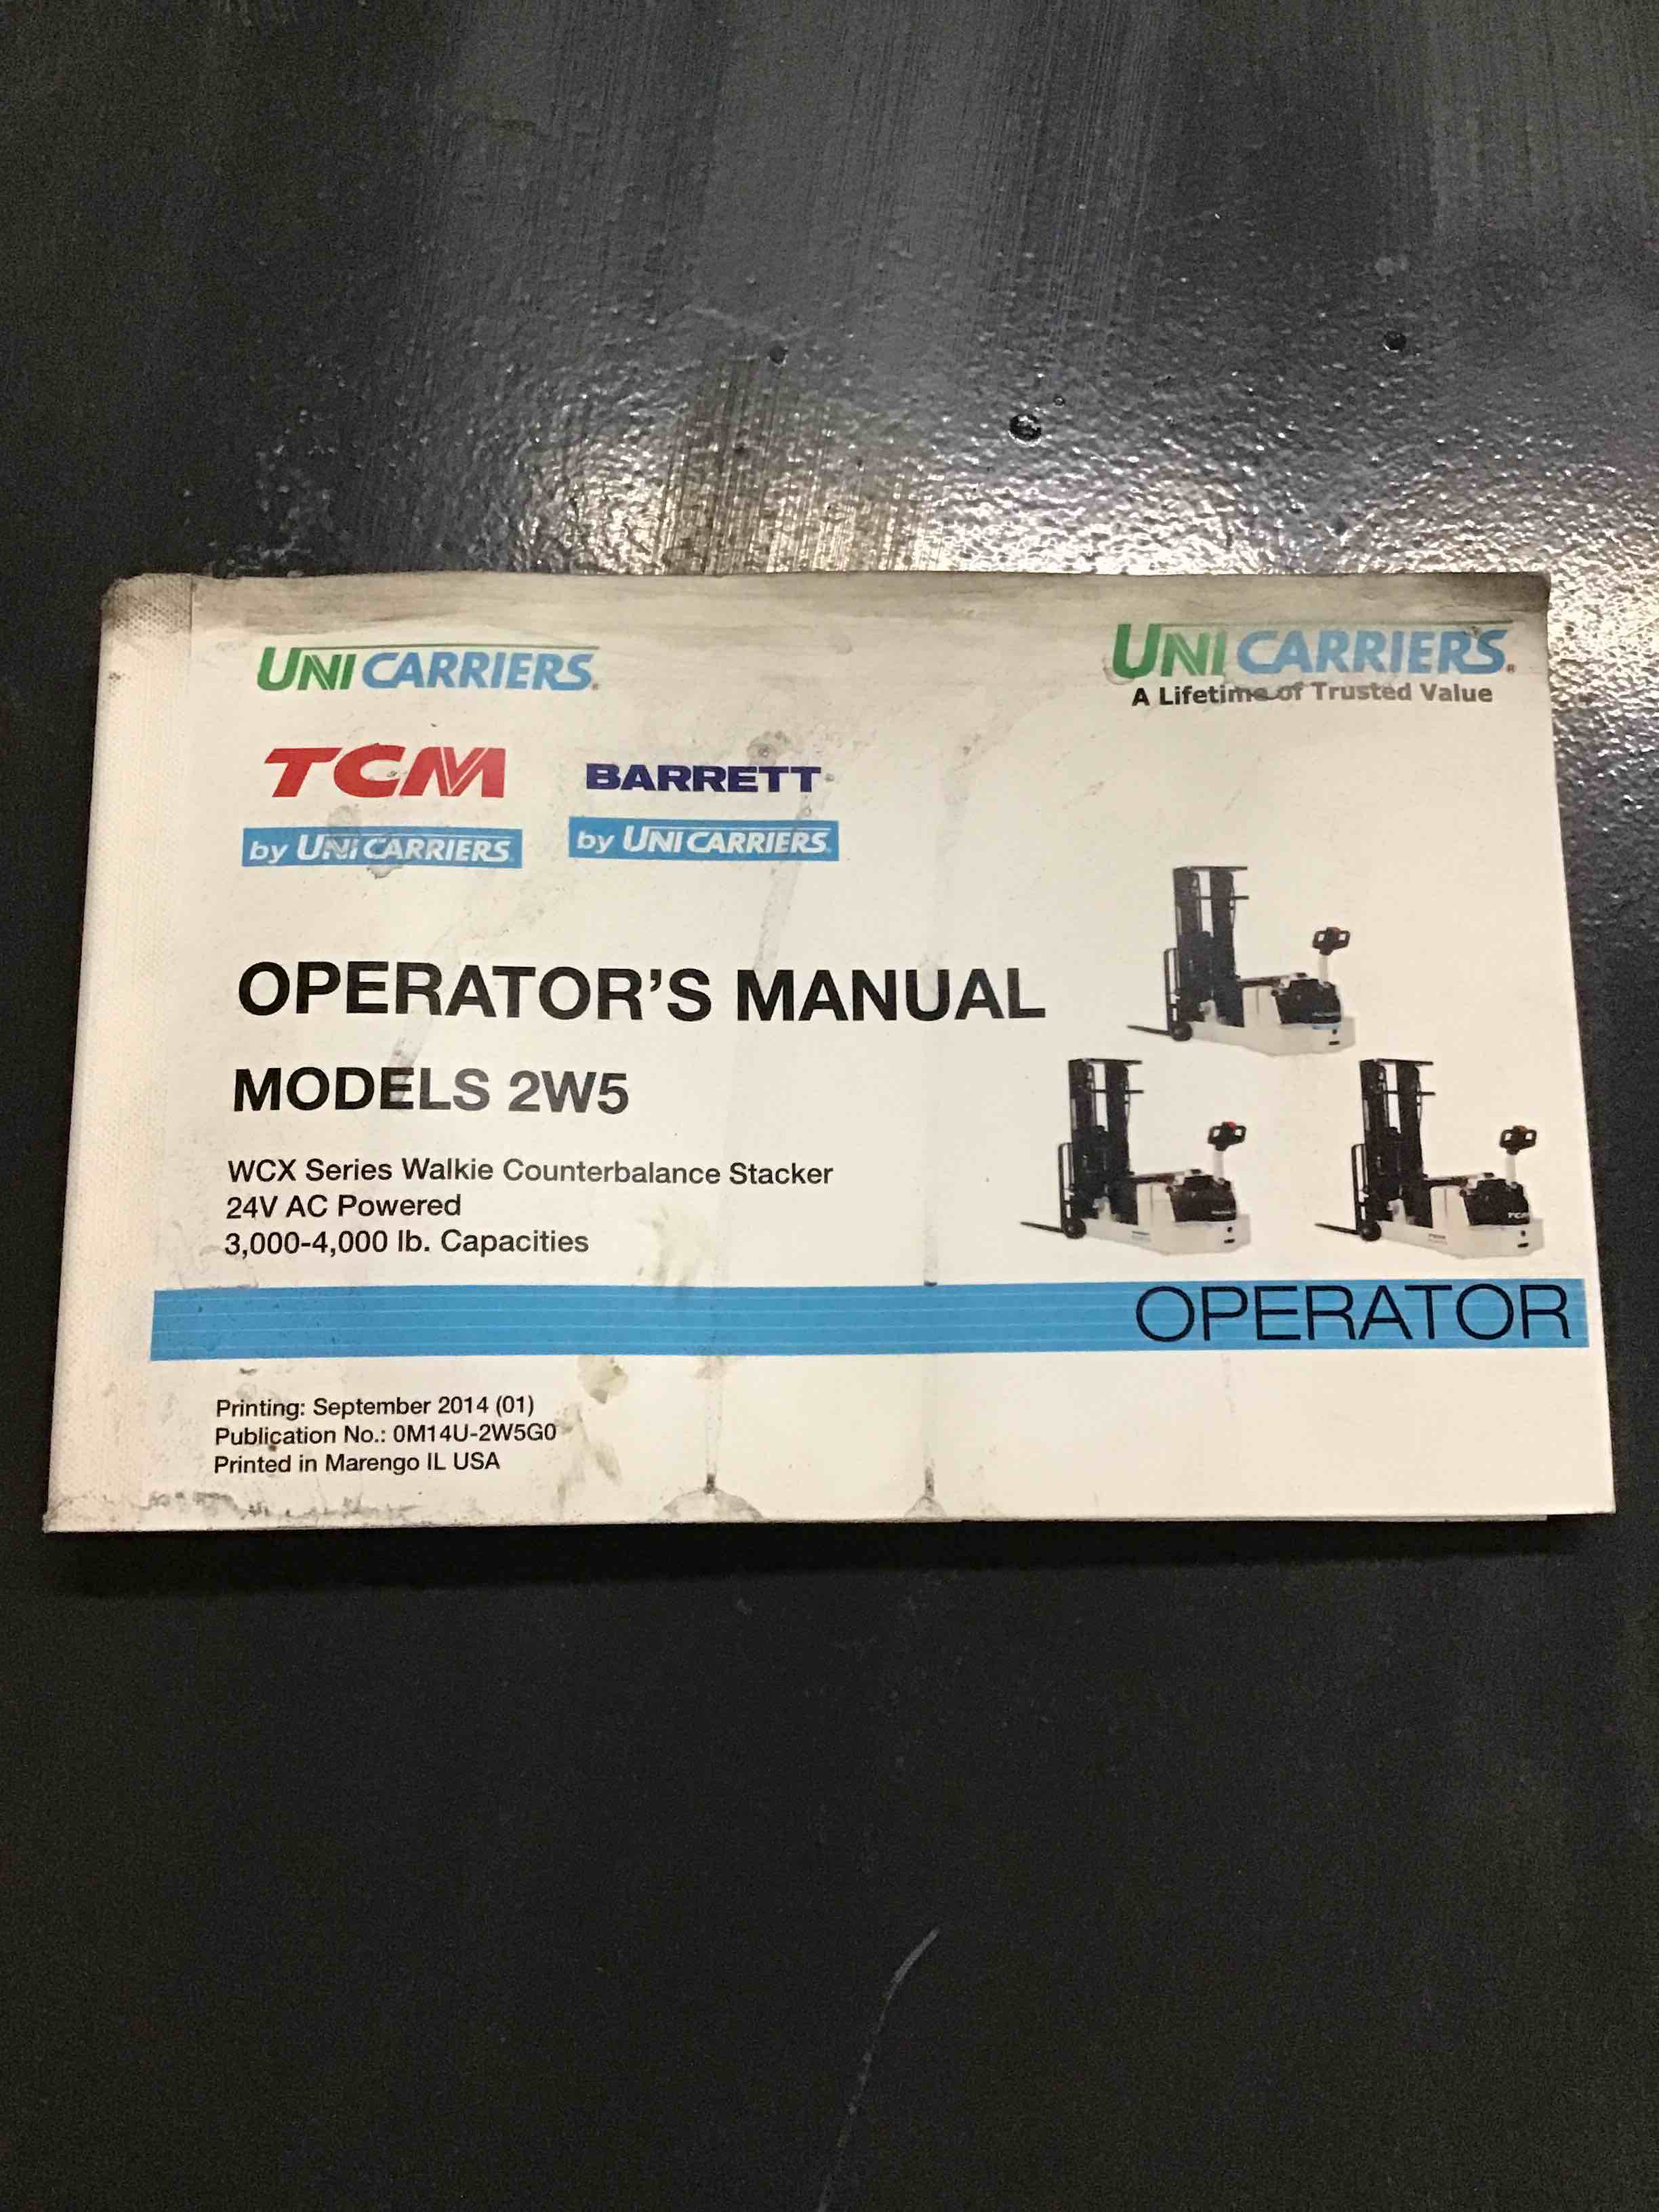 UNICARRIERS®
UNICARRIERS®
A Lifetime of Trusted Value
TCM
BARRETT
by UNICARRIERS
by UNICARRIERS
OPERATOR'S MANUAL
MODELS 2W5
WCX Series Walkie Counterbalance Stacker
24V AC Powered
3,000-4,000 lb. Capacities
OPERATOR
Printing: September 2014 (01)
Publication No.: 0M14U-2W5G0
Printed in Marengo IL USA